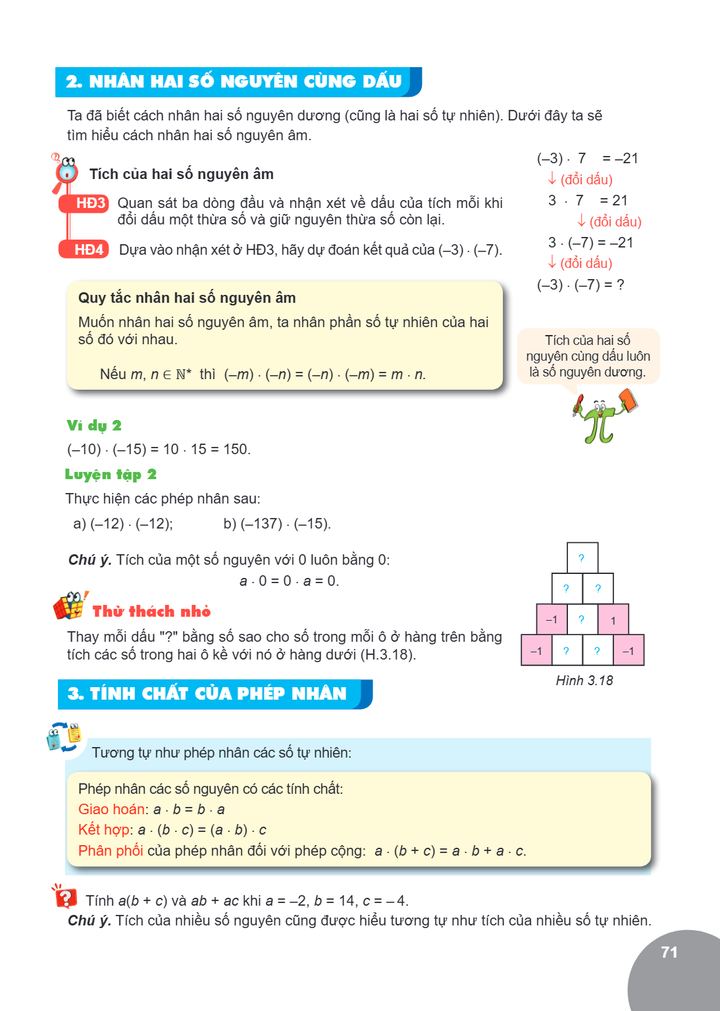 2. NHÂN HAI SỐ NGUYÊN CÙNG DẤU
Ta đã biết cách nhân hai số nguyên dương (cũng là hai số tự nhiên). Dưới đây ta sẽ
tìm hiểu cách nhân hai số nguyên âm.
Tích của hai số nguyên âm
HĐ3 Quan sát ba dòng đầu và nhận xét về dấu của tích mỗi khi
đổi dấu một thừa số và giữ nguyên thừa số còn lại.
HĐ4 Dựa vào nhận xét ở HĐ3, hãy dự đoán kết quả của (–3) · (–7).
(–3) · 7 = –21
↓ (đổi dấu)
3 · 7 = 21
↓ (đổi dấu)
3 · (–7) = –21
↓ (đổi dấu)
(–3) · (–7) = ?
Quy tắc nhân hai số nguyên âm
Muốn nhân hai số nguyên âm, ta nhân phần số tự nhiên của hai
số đó với nhau.
Nếu m, n ∈ ℕ* thì (–m) · (–n) = (–n) · (–m) = m · n.
Tích của hai số
nguyên cùng dấu luôn
là số nguyên dương.
Ví dụ 2
(–10) · (–15) = 10 · 15 = 150.
Luyện tập 2
Thực hiện các phép nhân sau:
a) (–12) · (–12); b) (–137) · (–15).
Chú ý. Tích của một số nguyên với 0 luôn bằng 0:
a · 0 = 0 · a = 0.
Thử thách nhỏ
Thay mỗi dấu "?" bằng số sao cho số trong mỗi ô ở hàng trên bằng
tích các số trong hai ô kề với nó ở hàng dưới (H.3.18).
?
? ?
–1 ? 1
–1 ? ? –1
Hình 3.18
3. TÍNH CHẤT CỦA PHÉP NHÂN
Tương tự như phép nhân các số tự nhiên:
Phép nhân các số nguyên có các tính chất:
Giao hoán: a · b = b · a
Kết hợp: a · (b · c) = (a · b) · c
Phân phối của phép nhân đối với phép cộng: a · (b + c) = a · b + a · c.
? Tính a(b + c) và ab + ac khi a = –2, b = 14, c = – 4.
Chú ý. Tích của nhiều số nguyên cũng được hiểu tương tự như tích của nhiều số tự nhiên.
71